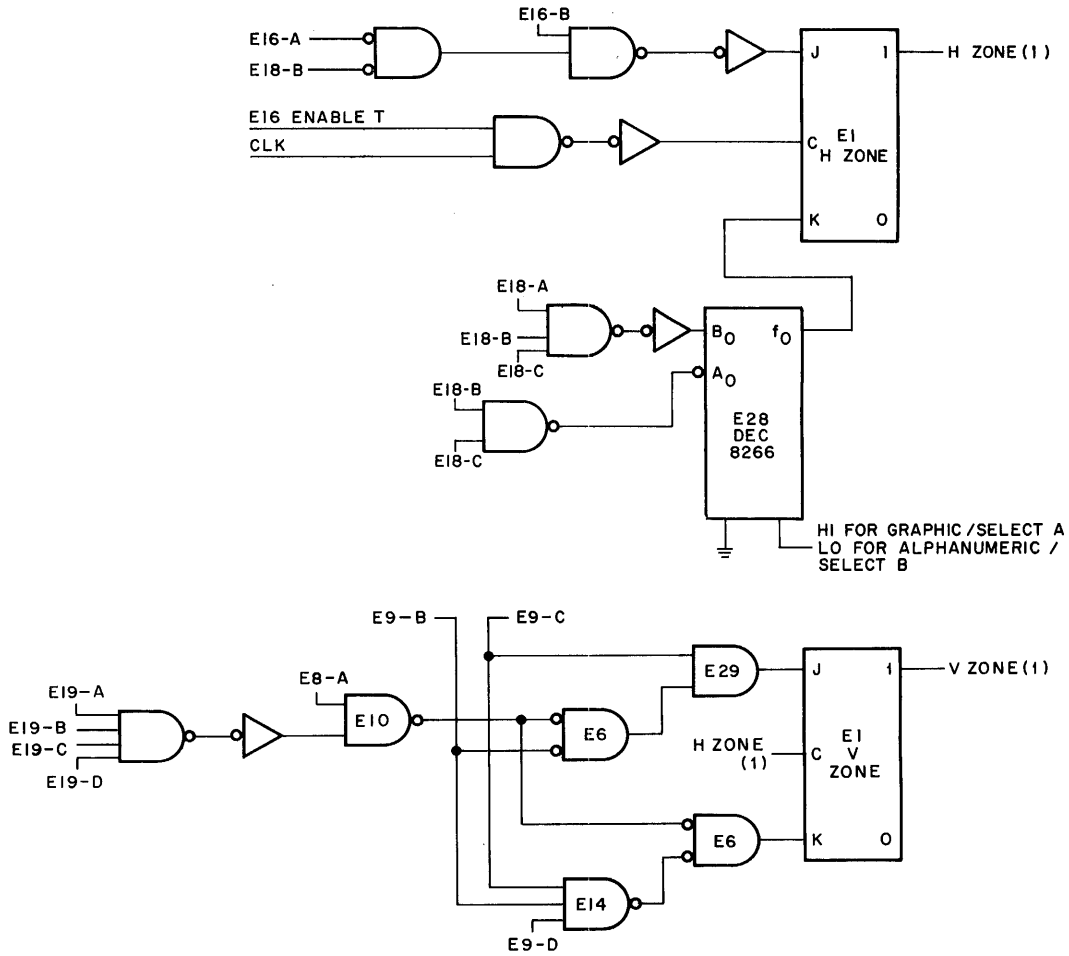 E16-B
E16-A
E18-B
J 1 H ZONE (1)
E16 ENABLE T
CLK
C E1
H ZONE
K 0
E18-A
E18-B
E18-C
B0 f0
A0
E18-B
E18-C
E28
DEC
8266
HI FOR GRAPHIC/SELECT A
LO FOR ALPHANUMERIC /
SELECT B
E9-B E9-C
E19-A
E19-B
E19-C
E19-D
E8-A
E10
E6
E29
J 1 V ZONE (1)
H ZONE
(1)
C E1
V
ZONE
E6
K 0
E14
E9-D